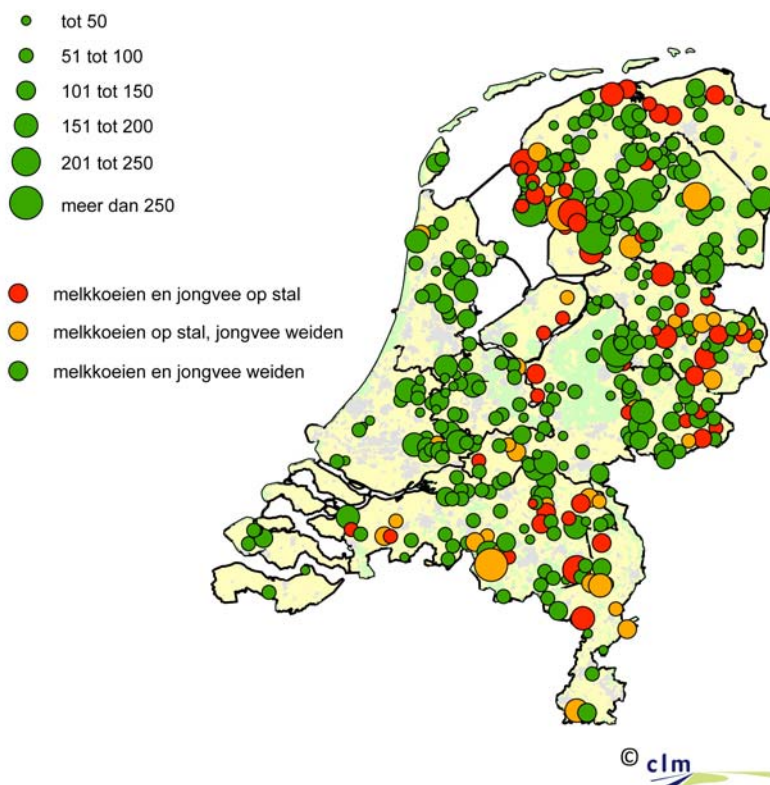 tot 50
51 tot 100
101 tot 150
151 tot 200
201 tot 250
meer dan 250
melkkoeien en jongvee op stal
melkkoeien op stal, jongvee weiden
melkkoeien en jongvee weiden
© clm